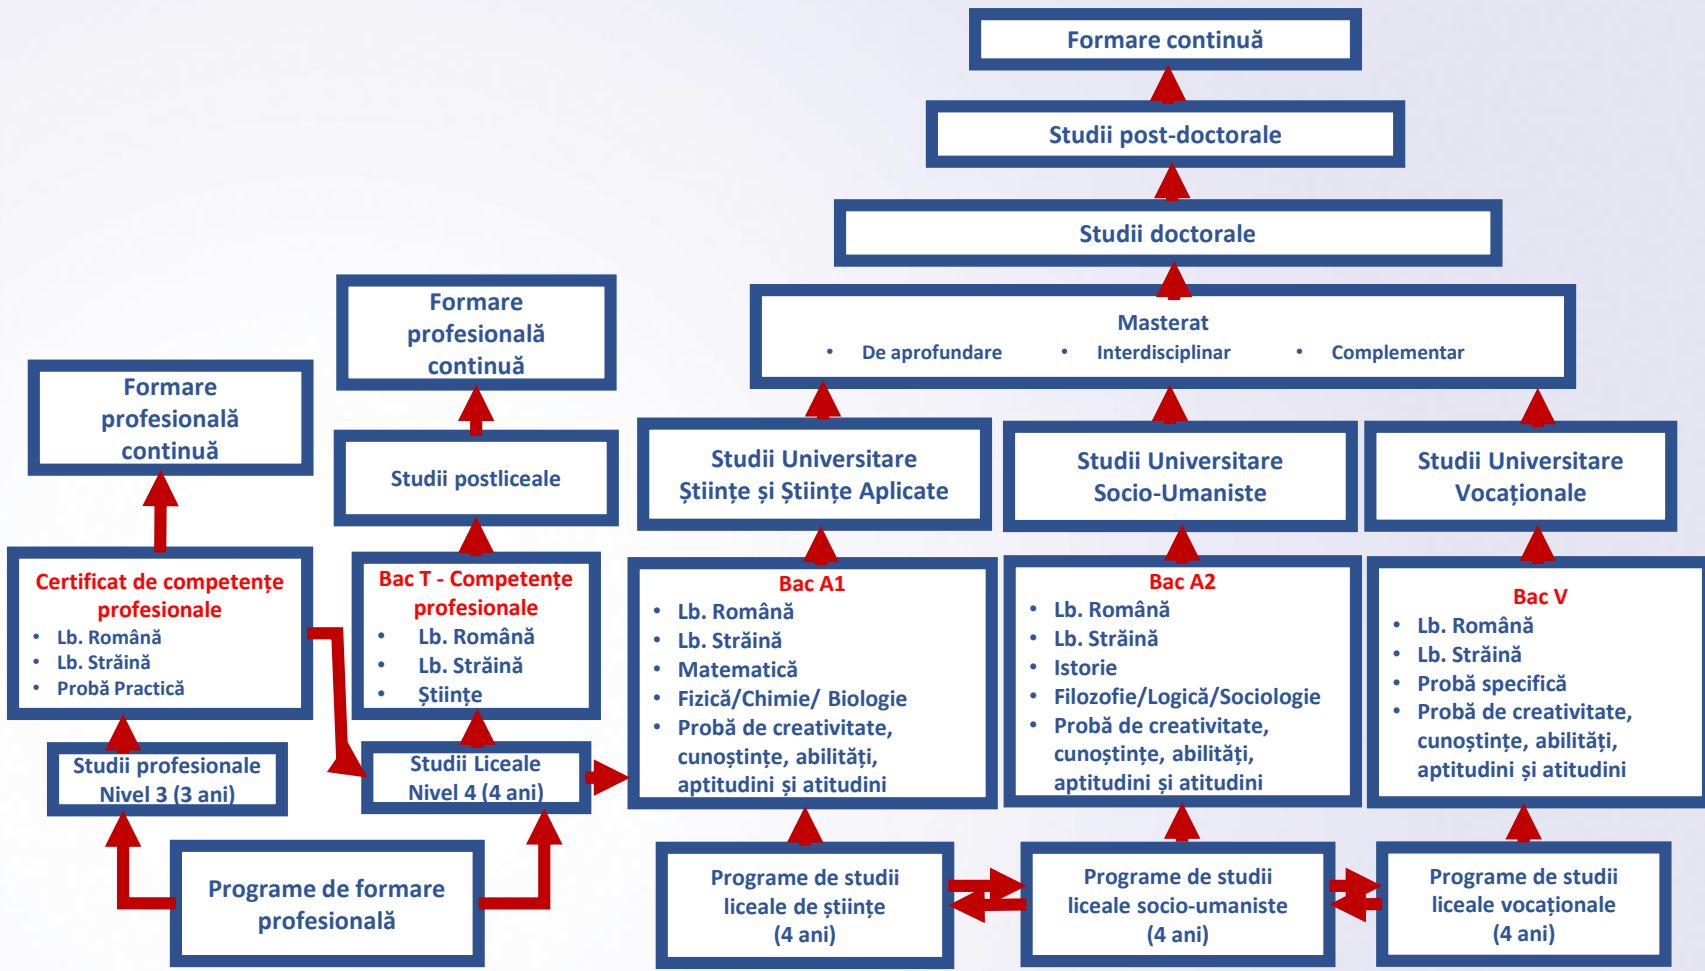 Formare continuă
Studii post-doctorale
Studii doctorale
Masterat
• De aprofundare • Interdisciplinar • Complementar
Formare
profesională
continuă
Formare
profesională
continuă
Studii postliceale
Studii Universitare
Științe și Științe Aplicate
Studii Universitare
Socio-Umaniste
Studii Universitare
Vocaționale
Certificat de competențe
profesionale
• Lb. Română
• Lb. Străină
• Probă Practică
Bac T - Competențe
profesionale
• Lb. Română
• Lb. Străină
• Științe
Bac A1
• Lb. Română
• Lb. Străină
• Matematică
• Fizică/Chimie/ Biologie
• Probă de creativitate,
cunoștințe, abilități,
aptitudini și atitudini
Bac A2
• Lb. Română
• Lb. Străină
• Istorie
• Filozofie/Logică/Sociologie
• Probă de creativitate,
cunoștințe, abilități,
aptitudini și atitudini
Bac V
• Lb. Română
• Lb. Străină
• Probă specifică
• Probă de creativitate,
cunoștințe, abilități,
aptitudini și atitudini
Studii profesionale
Nivel 3 (3 ani)
Studii Liceale
Nivel 4 (4 ani)
Programe de formare
profesională
Programe de studii
liceale de științe
(4 ani)
Programe de studii
liceale socio-umaniste
(4 ani)
Programe de studii
liceale vocaționale
(4 ani)